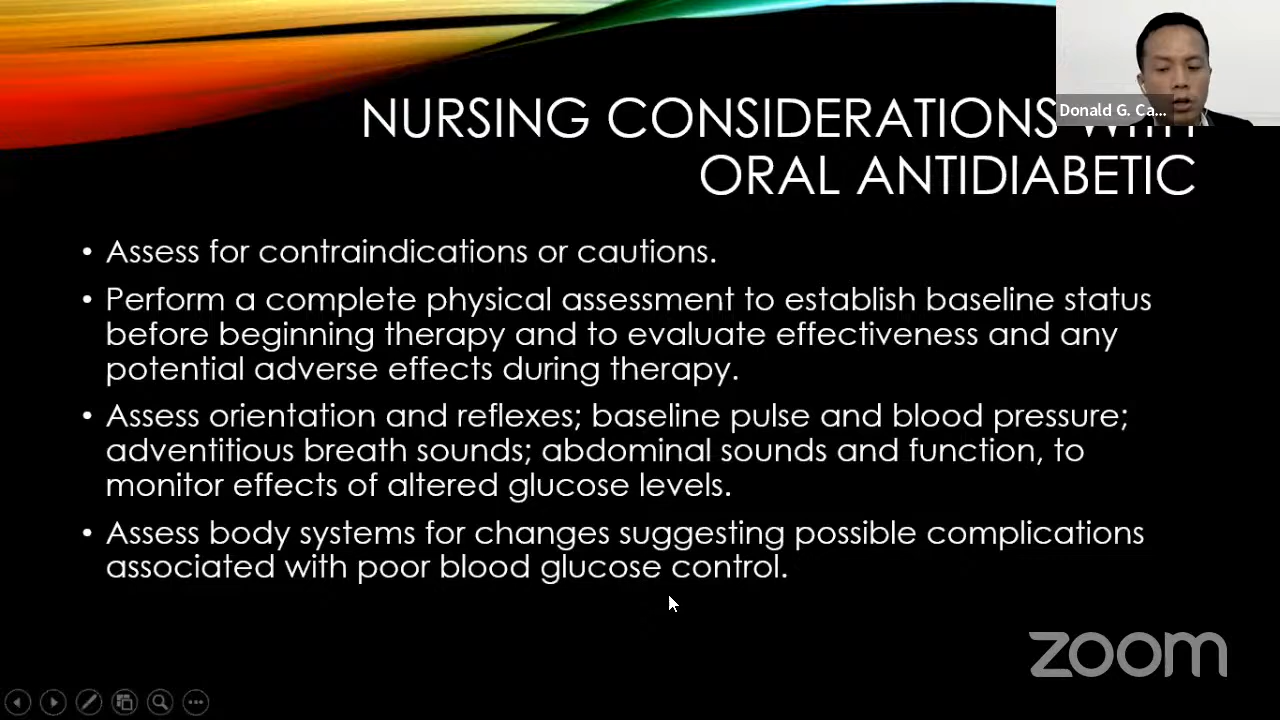 NURSING CONSIDERATIONS WITH
ORAL ANTIDIABETIC
Donald G. Ca...
• Assess for contraindications or cautions.
• Perform a complete physical assessment to establish baseline status
before beginning therapy and to evaluate effectiveness and any
potential adverse effects during therapy.
• Assess orientation and reflexes; baseline pulse and blood pressure;
adventitious breath sounds; abdominal sounds and function, to
monitor effects of altered glucose levels.
• Assess body systems for changes suggesting possible complications
associated with poor blood glucose control.
zoom